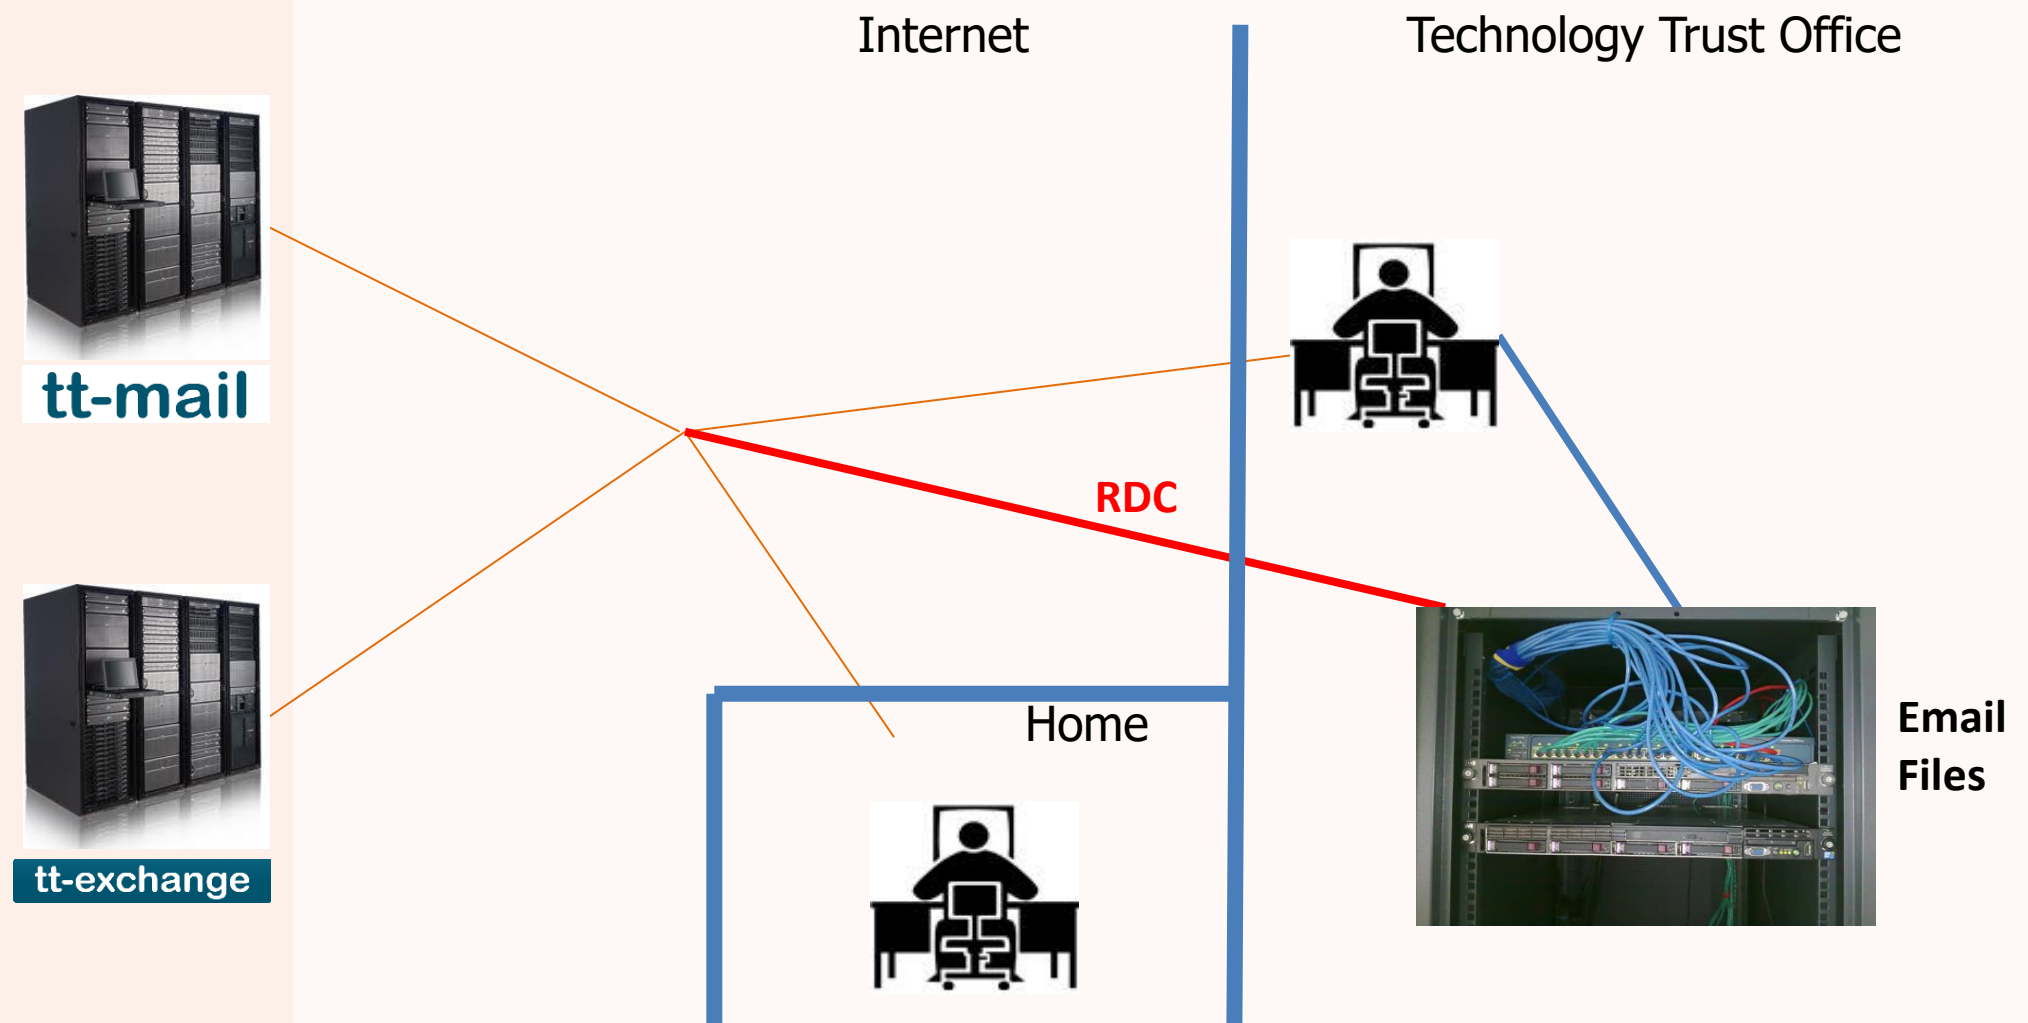 Internet
Technology Trust Office
tt-mail
RDC
Home
Email
Files
tt-exchange